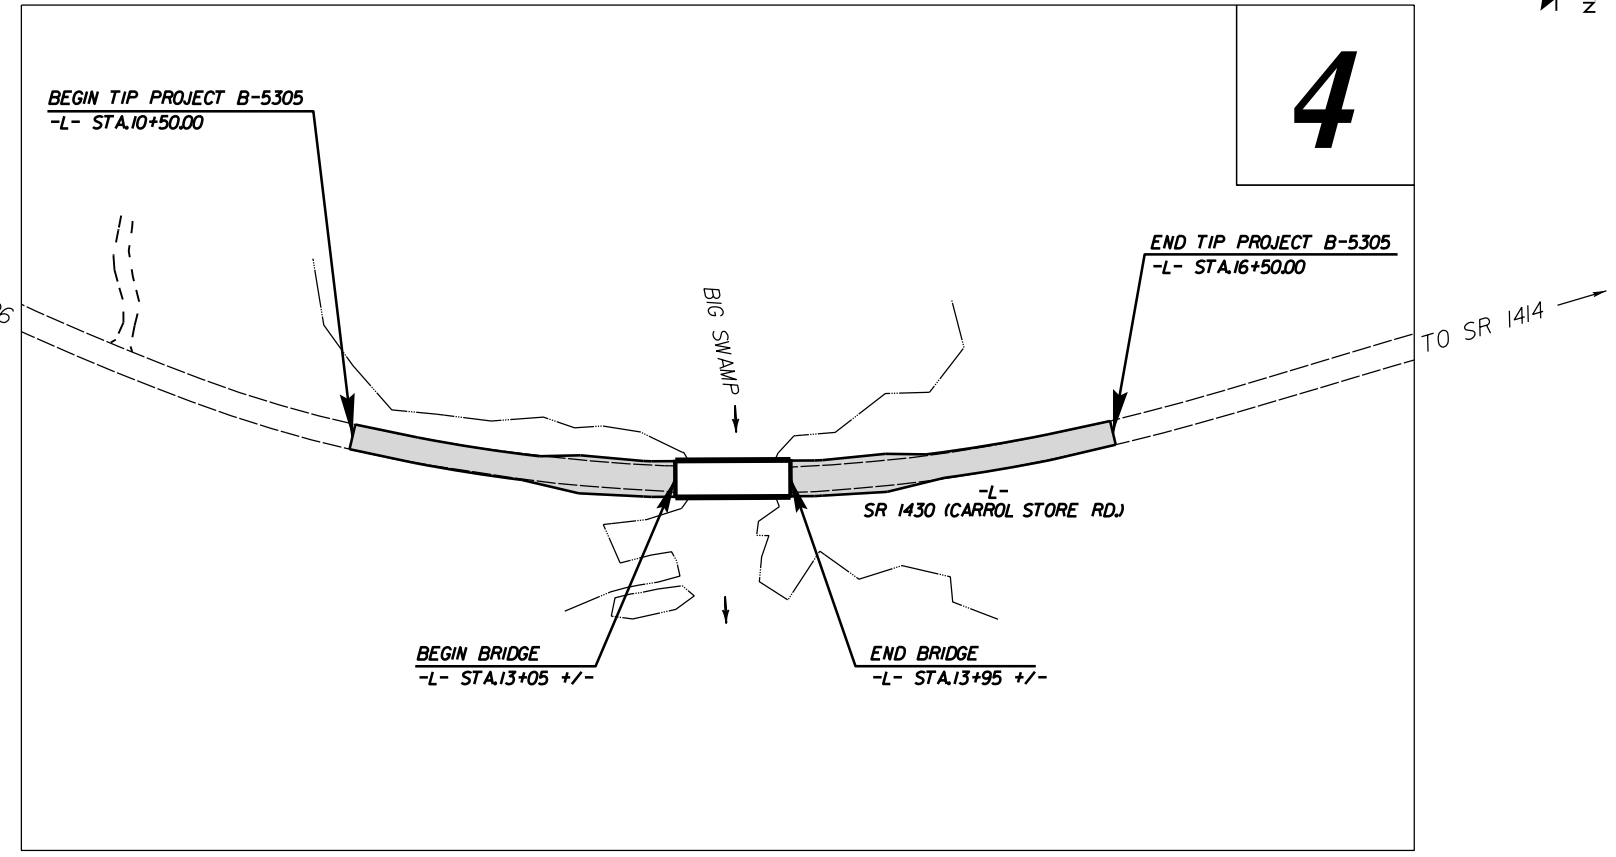 Z
4
BEGIN TIP PROJECT B-5305
-L- STA.10+50.00
END TIP PROJECT B-5305
-L- STA.16+50.00
BIG SWAMP
TO SR 1414
-L-
SR 1430 (CARROL STORE RD.)
BEGIN BRIDGE
-L- STA.13+05 +/-
END BRIDGE
-L- STA.13+95 +/-